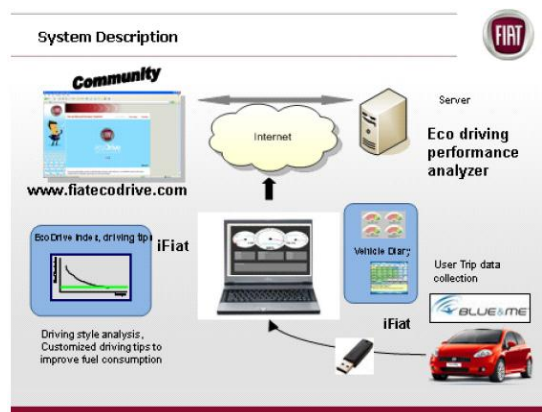 System Description
FIAT
Community
Internet
Server
Eco driving
performance
analyzer
www.fiatecodrive.com
EcoDrive Index, driving tips
iFiat
Vehicle Diary
User Trip data
collection
BLUE&ME
iFiat
Driving style analysis,
Customized driving tips to
improve fuel consumption